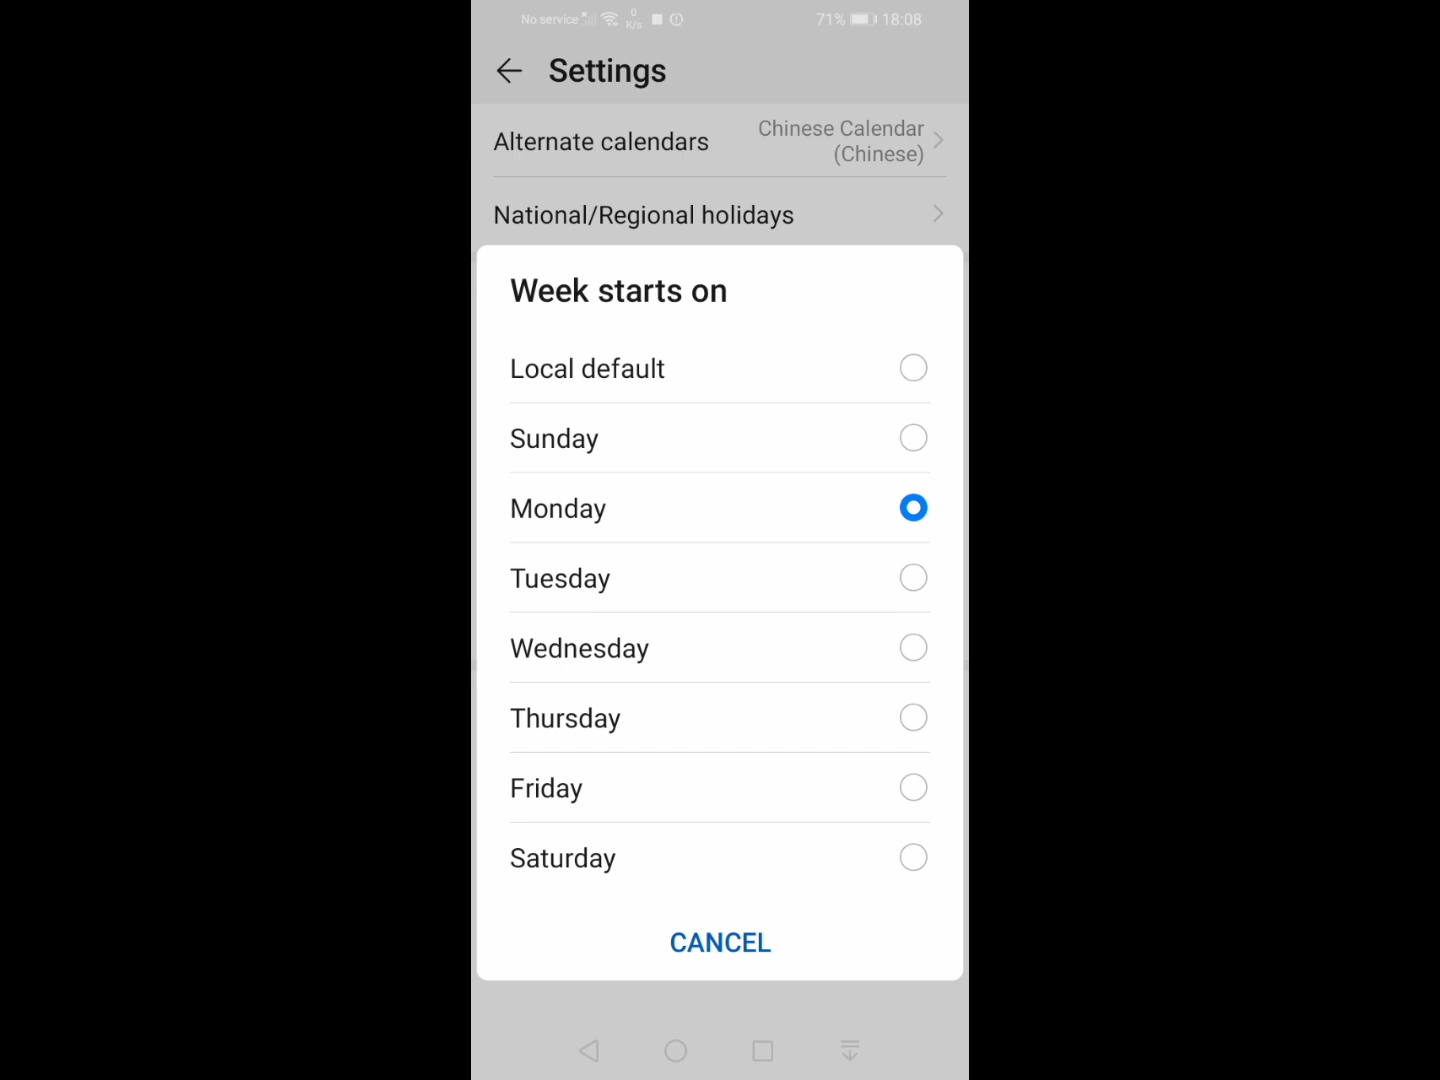 No service 0 K/s 71% 18:08
Settings
Alternate calendars
Chinese Calendar
(Chinese)
National/Regional holidays
Week starts on
Local default
Sunday
Monday
Tuesday
Wednesday
Thursday
Friday
Saturday
CANCEL